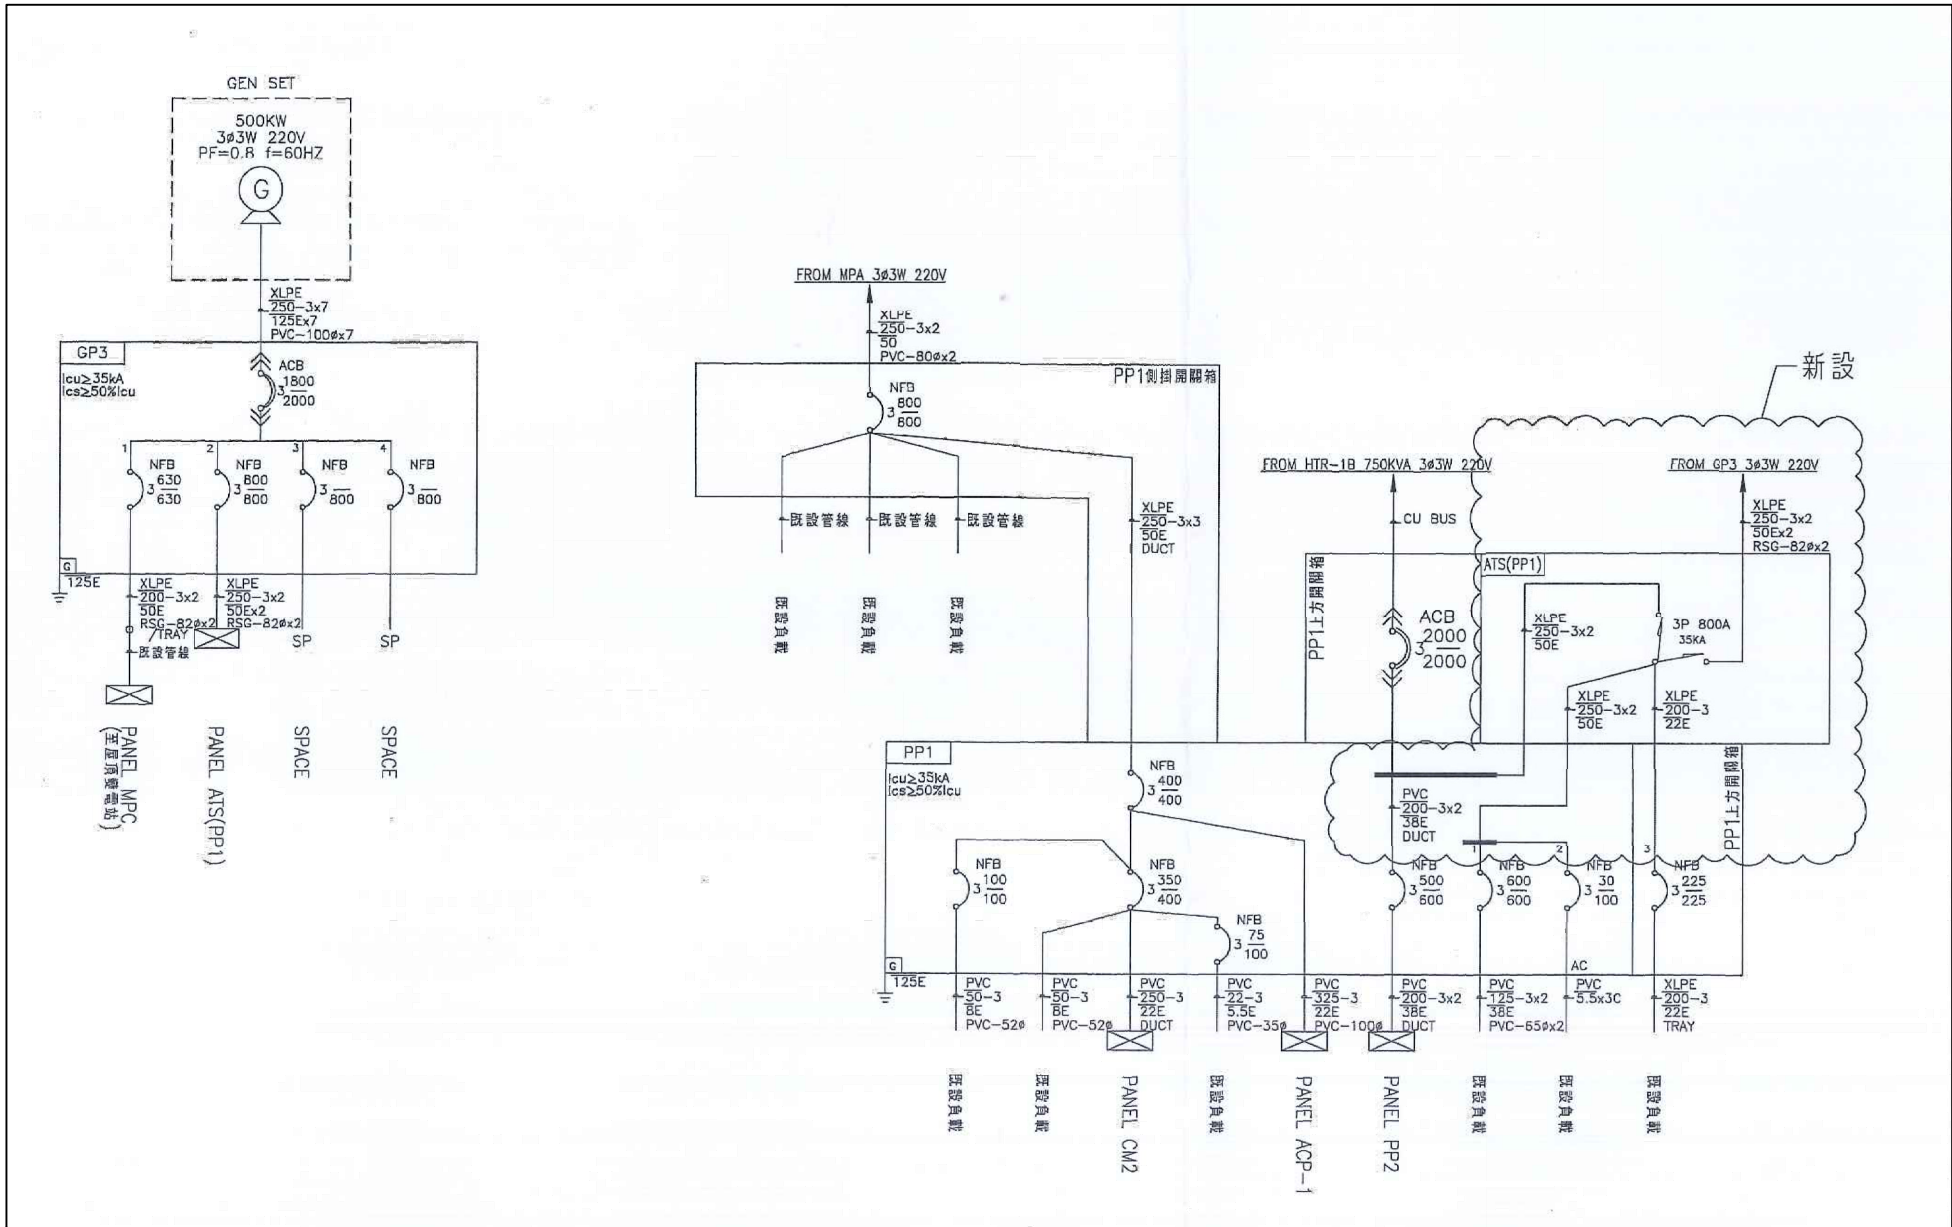 GEN SET
500KW
3ø3W 220V
PF=0.8 f=60HZ
G
XLPE
250-3x7
125Ex7
PVC-100øx7
GP3
Icu≥35kA
Ics≥50%Icu
ACB
3 1800
2000
1
NFB
3 630
630
2
NFB
3 800
800
3
NFB
3
800
4
NFB
3
800
G
125E
XLPE
200-3x2
50E
RSG-82øx2
/TRAY
既設管線
XLPE
250-3x2
50Ex2
RSG-82øx2
SP
SP
PANEL MPC
(至屋頂變電站)
PANEL ATS(PP1)
SPACE
SPACE
FROM MPA 3ø3W 220V
XLPE
250-3x2
50
PVC-80øx2
PP1側掛開關箱
NFB
3 800
800
既設管線
既設管線
既設管線
XLPE
250-3x3
50E
DUCT
既設負載
既設負載
既設負載
新設
FROM HTR-1B 750KVA 3ø3W 220V
CU BUS
FROM GP3 3ø3W 220V
XLPE
250-3x2
50Ex2
RSG-82øx2
PP1上方開關箱
ATS(PP1)
ACB
3 2000
2000
XLPE
250-3x2
50E
3P 800A
35KA
XLPE
250-3x2
50E
XLPE
200-3
22E
PP1上方開關箱
PP1
Icu≥35kA
Ics≥50%Icu
NFB
3 400
400
PVC
200-3x2
38E
DUCT
NFB
3 100
100
NFB
3 350
400
NFB
3 75
100
NFB
3 500
600
1
NFB
3 600
600
2
NFB
3 30
100
3
NFB
3 225
225
AC
G
125E
PVC
50-3
8E
PVC-52ø
PVC
50-3
8E
PVC-52ø
PVC
250-3
22E
DUCT
PVC
22-3
5.5E
PVC-35ø
PVC
325-3
22E
PVC-100ø
PVC
200-3x2
38E
DUCT
PVC
125-3x2
38E
PVC-65øx2
PVC
5.5x3C
XLPE
200-3
22E
TRAY
既設負載
既設負載
PANEL CM2
既設負載
PANEL ACP-1
PANEL PP2
既設負載
既設負載
既設負載